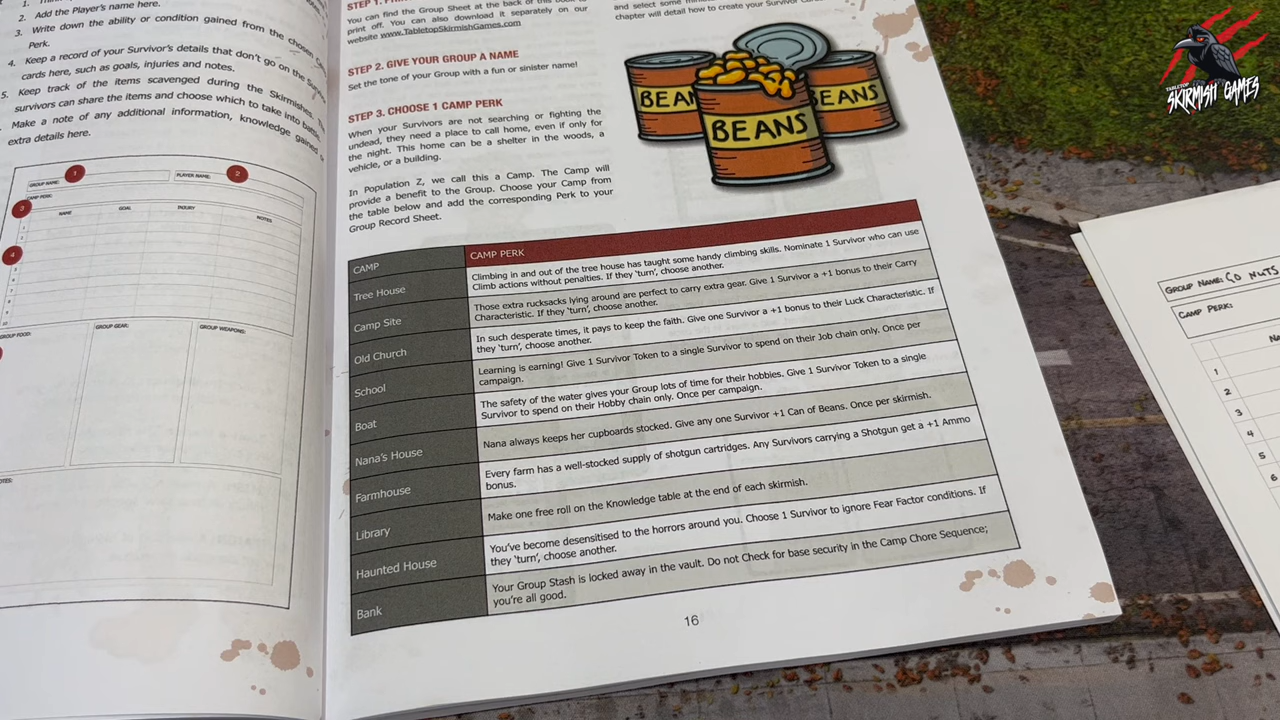 2. Add the Player's name here.
3. Write down the ability or condition gained from the chosen
Perk.
4. Keep a record of your Survivor's details that don't go on the
cards here, such as goals, injuries and notes.
5. Keep track of the items scavenged during the Skirmishes. The
survivors can share the items and choose which to take into
Make a note of any additional information, knowledge gained
extra details here.
1
2
GROUP NAME:
PLAYER NAME:
3
CAMP PERK:
NAME
GOAL
INJURY
NOTES
4
GROUP FOOD:
GROUP GEAR:
GROUP WEAPONS:
You can find the Group Sheet at the back of this book to
print off. You can also download it separately on our
website www.TabletopSkirmishGames.com
STEP 2. GIVE YOUR GROUP A NAME
Set the tone of your Group with a fun or sinister name!
STEP 3. CHOOSE 1 CAMP PERK
When your Survivors are not searching or fighting the
undead, they need a place to call home, even if only for
the night. This home can be a shelter in the woods, a
vehicle, or a building.
In Population Z, we call this a Camp. The Camp will
provide a benefit to the Group. Choose your Camp from
the table below and add the corresponding Perk to your
Group Record Sheet.
chapter will detail how to create your Survivor
BEANS
BEANS
CAMP
CAMP PERK
Tree House
Climbing in and out of the tree house has taught some handy climbing skills. Nominate 1 Survivor who can use
Climb actions without penalties. If they 'turn', choose another.
Camp Site
Those extra rucksacks lying around are perfect to carry extra gear. Give 1 Survivor a +1 bonus to their Carry
Characteristic. If they 'turn', choose another.
Old Church
In such desperate times, it pays to keep the faith. Give one Survivor a +1 bonus to their Luck Characteristic. If
they 'turn', choose another.
School
Learning is earning! Give 1 Survivor Token to a single Survivor to spend on their Job chain only. Once per
campaign.
Boat
The safety of the water gives your Group lots of time for their hobbies. Give 1 Survivor Token to a single
Survivor to spend on their Hobby chain only. Once per campaign.
Nana's House
Nana always keeps her cupboards stocked. Give any one Survivor +1 Can of Beans. Once per skirmish.
Farmhouse
Every farm has a well-stocked supply of shotgun cartridges. Any Survivors carrying a Shotgun get a +1 Ammo
bonus.
Library
Make one free roll on the Knowledge table at the end of each skirmish.
Haunted House
You've become desensitised to the horrors around you. Choose 1 Survivor to ignore Fear Factor conditions. If
they 'turn', choose another.
Bank
Your Group Stash is locked away in the vault. Do not Check for base security in the Camp Chore Sequence;
you're all good.
16
TABLETOP
SKIRMISH GAMES
GROUP NAME: GO NUTS
CAMP PERK:
1
2
3
4
5
6